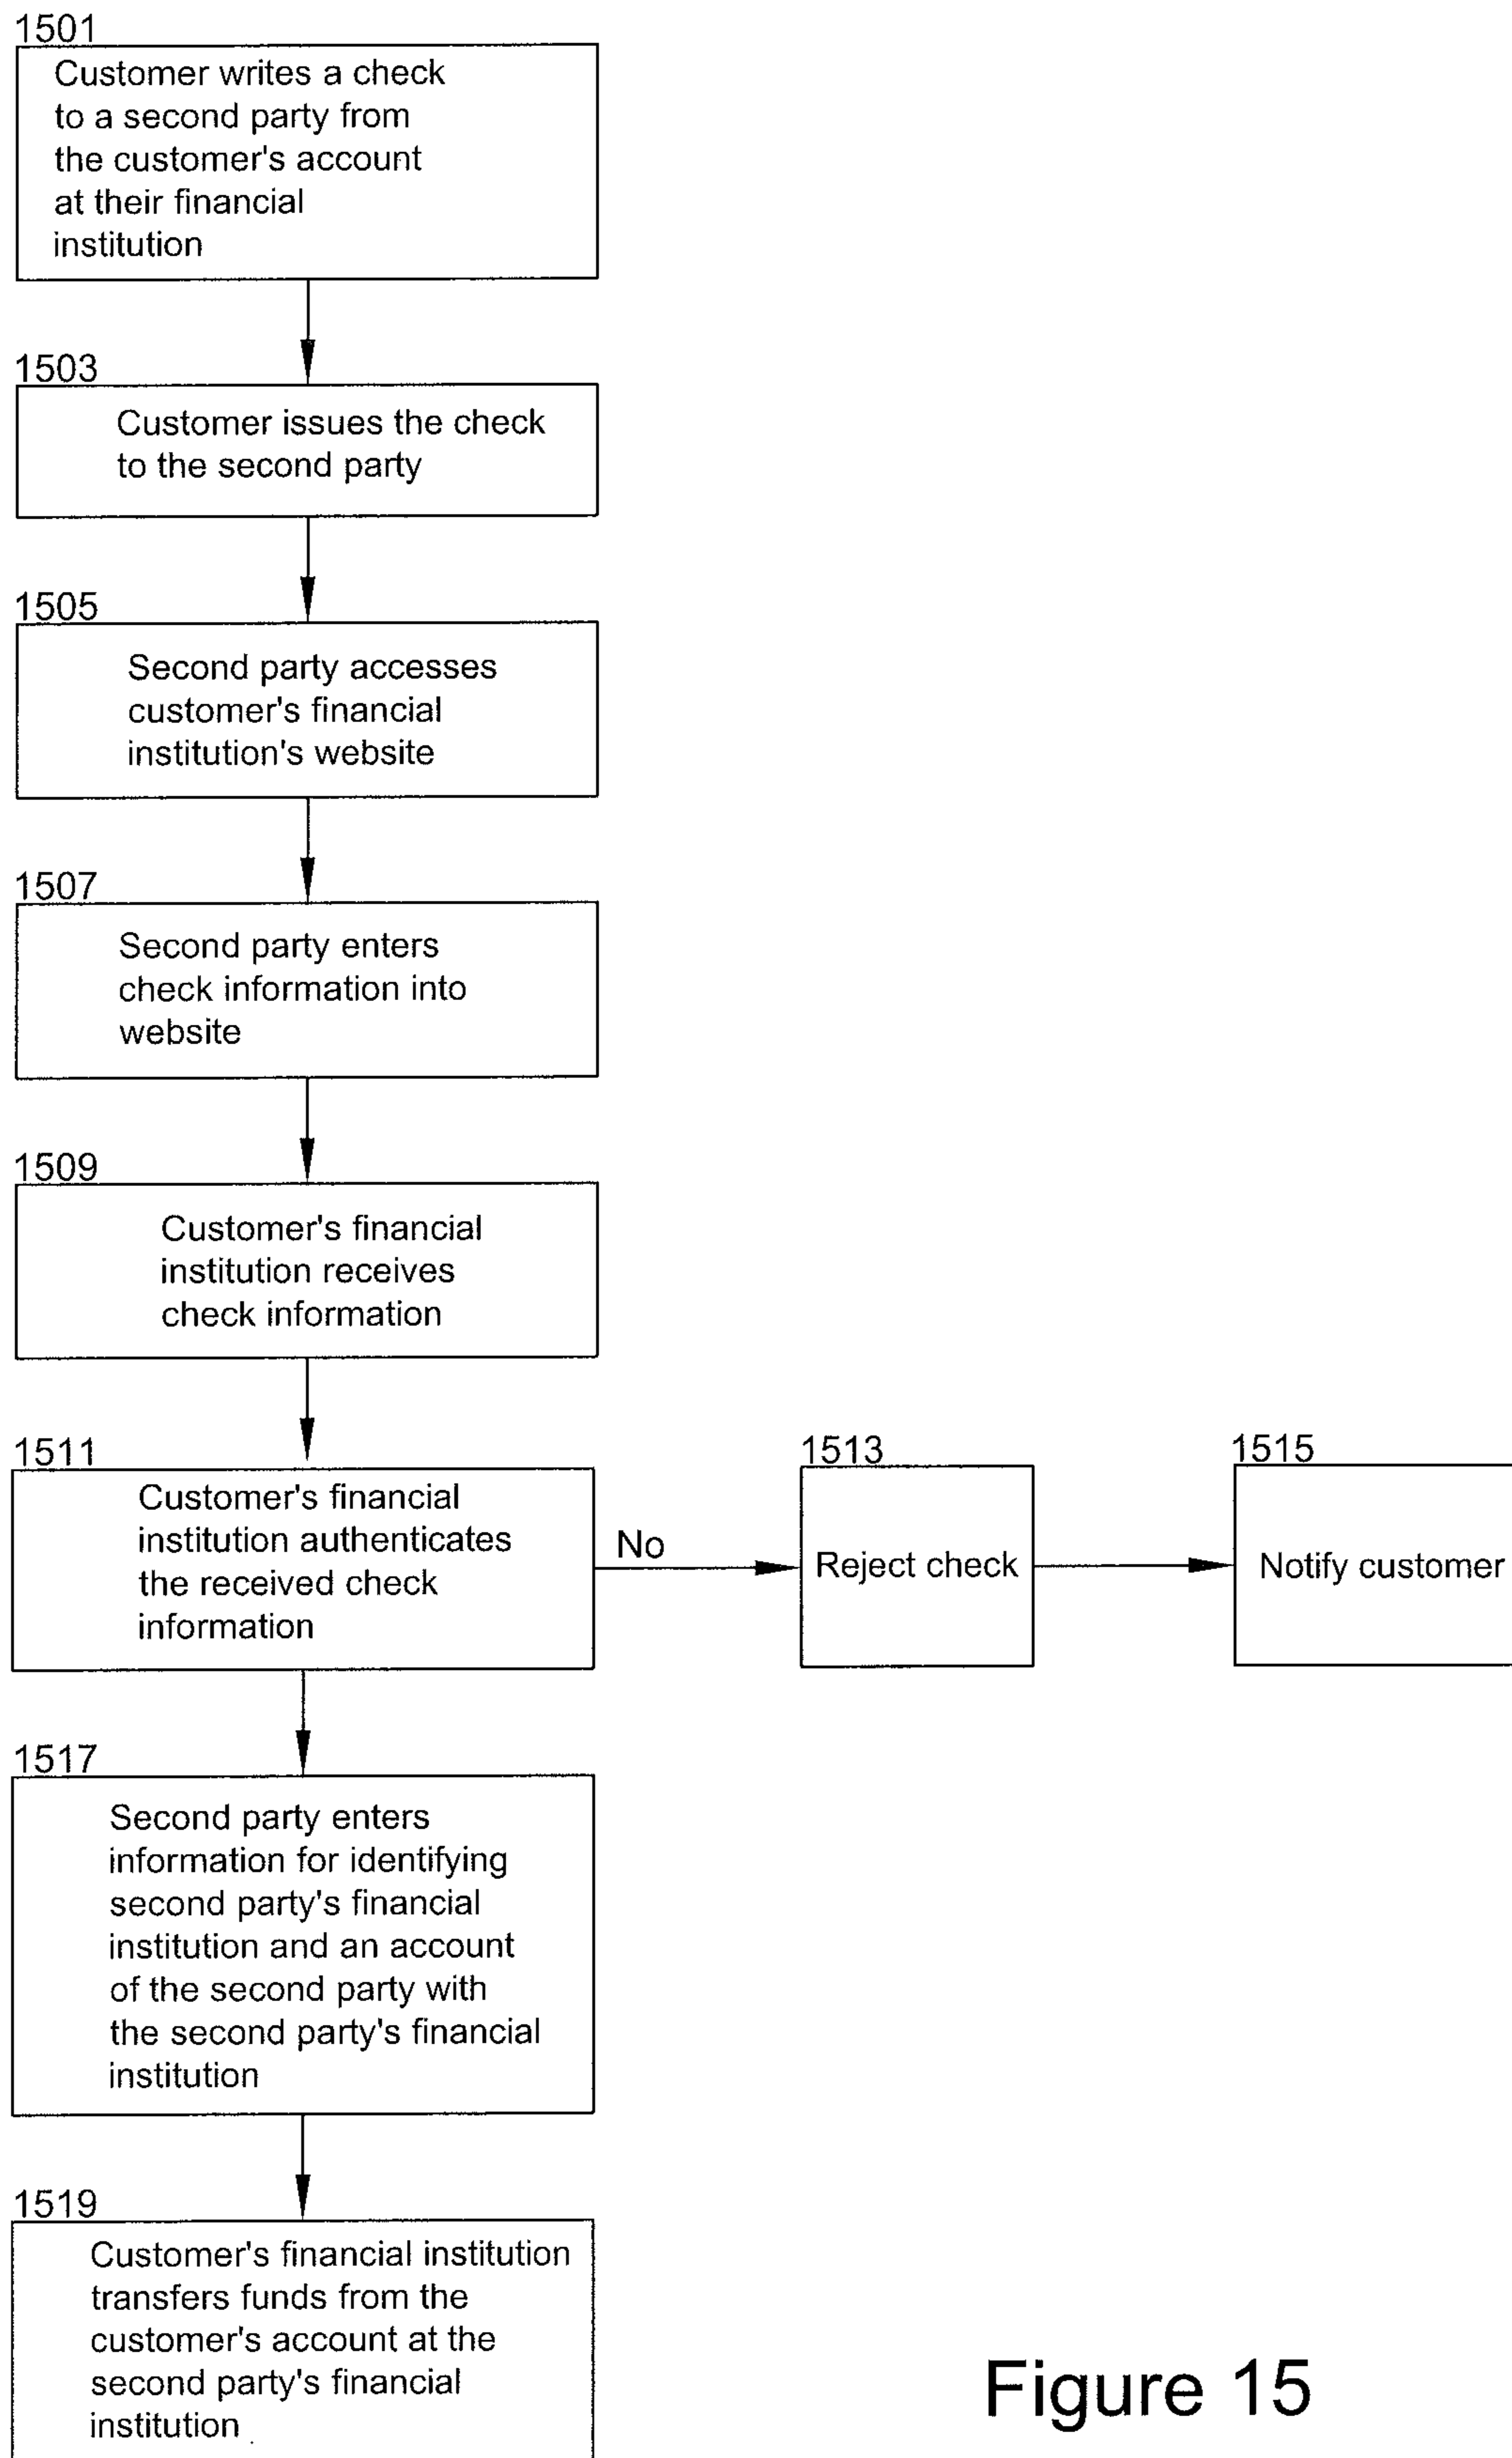 1501
Customer writes a check
to a second party from
the customer's account
at their financial
institution
1503
Customer issues the check
to the second party
1505
Second party accesses
customer's financial
institution's website
1507
Second party enters
check information into
website
1509
Customer's financial
institution receives
check information
1511
Customer's financial
institution authenticates
the received check
information
No
1513
Reject check
1515
Notify customer
1517
Second party enters
information for identifying
second party's financial
institution and an account
of the second party with
the second party's financial
institution
1519
Customer's financial institution
transfers funds from the
customer's account at the
second party's financial
institution
Figure 15